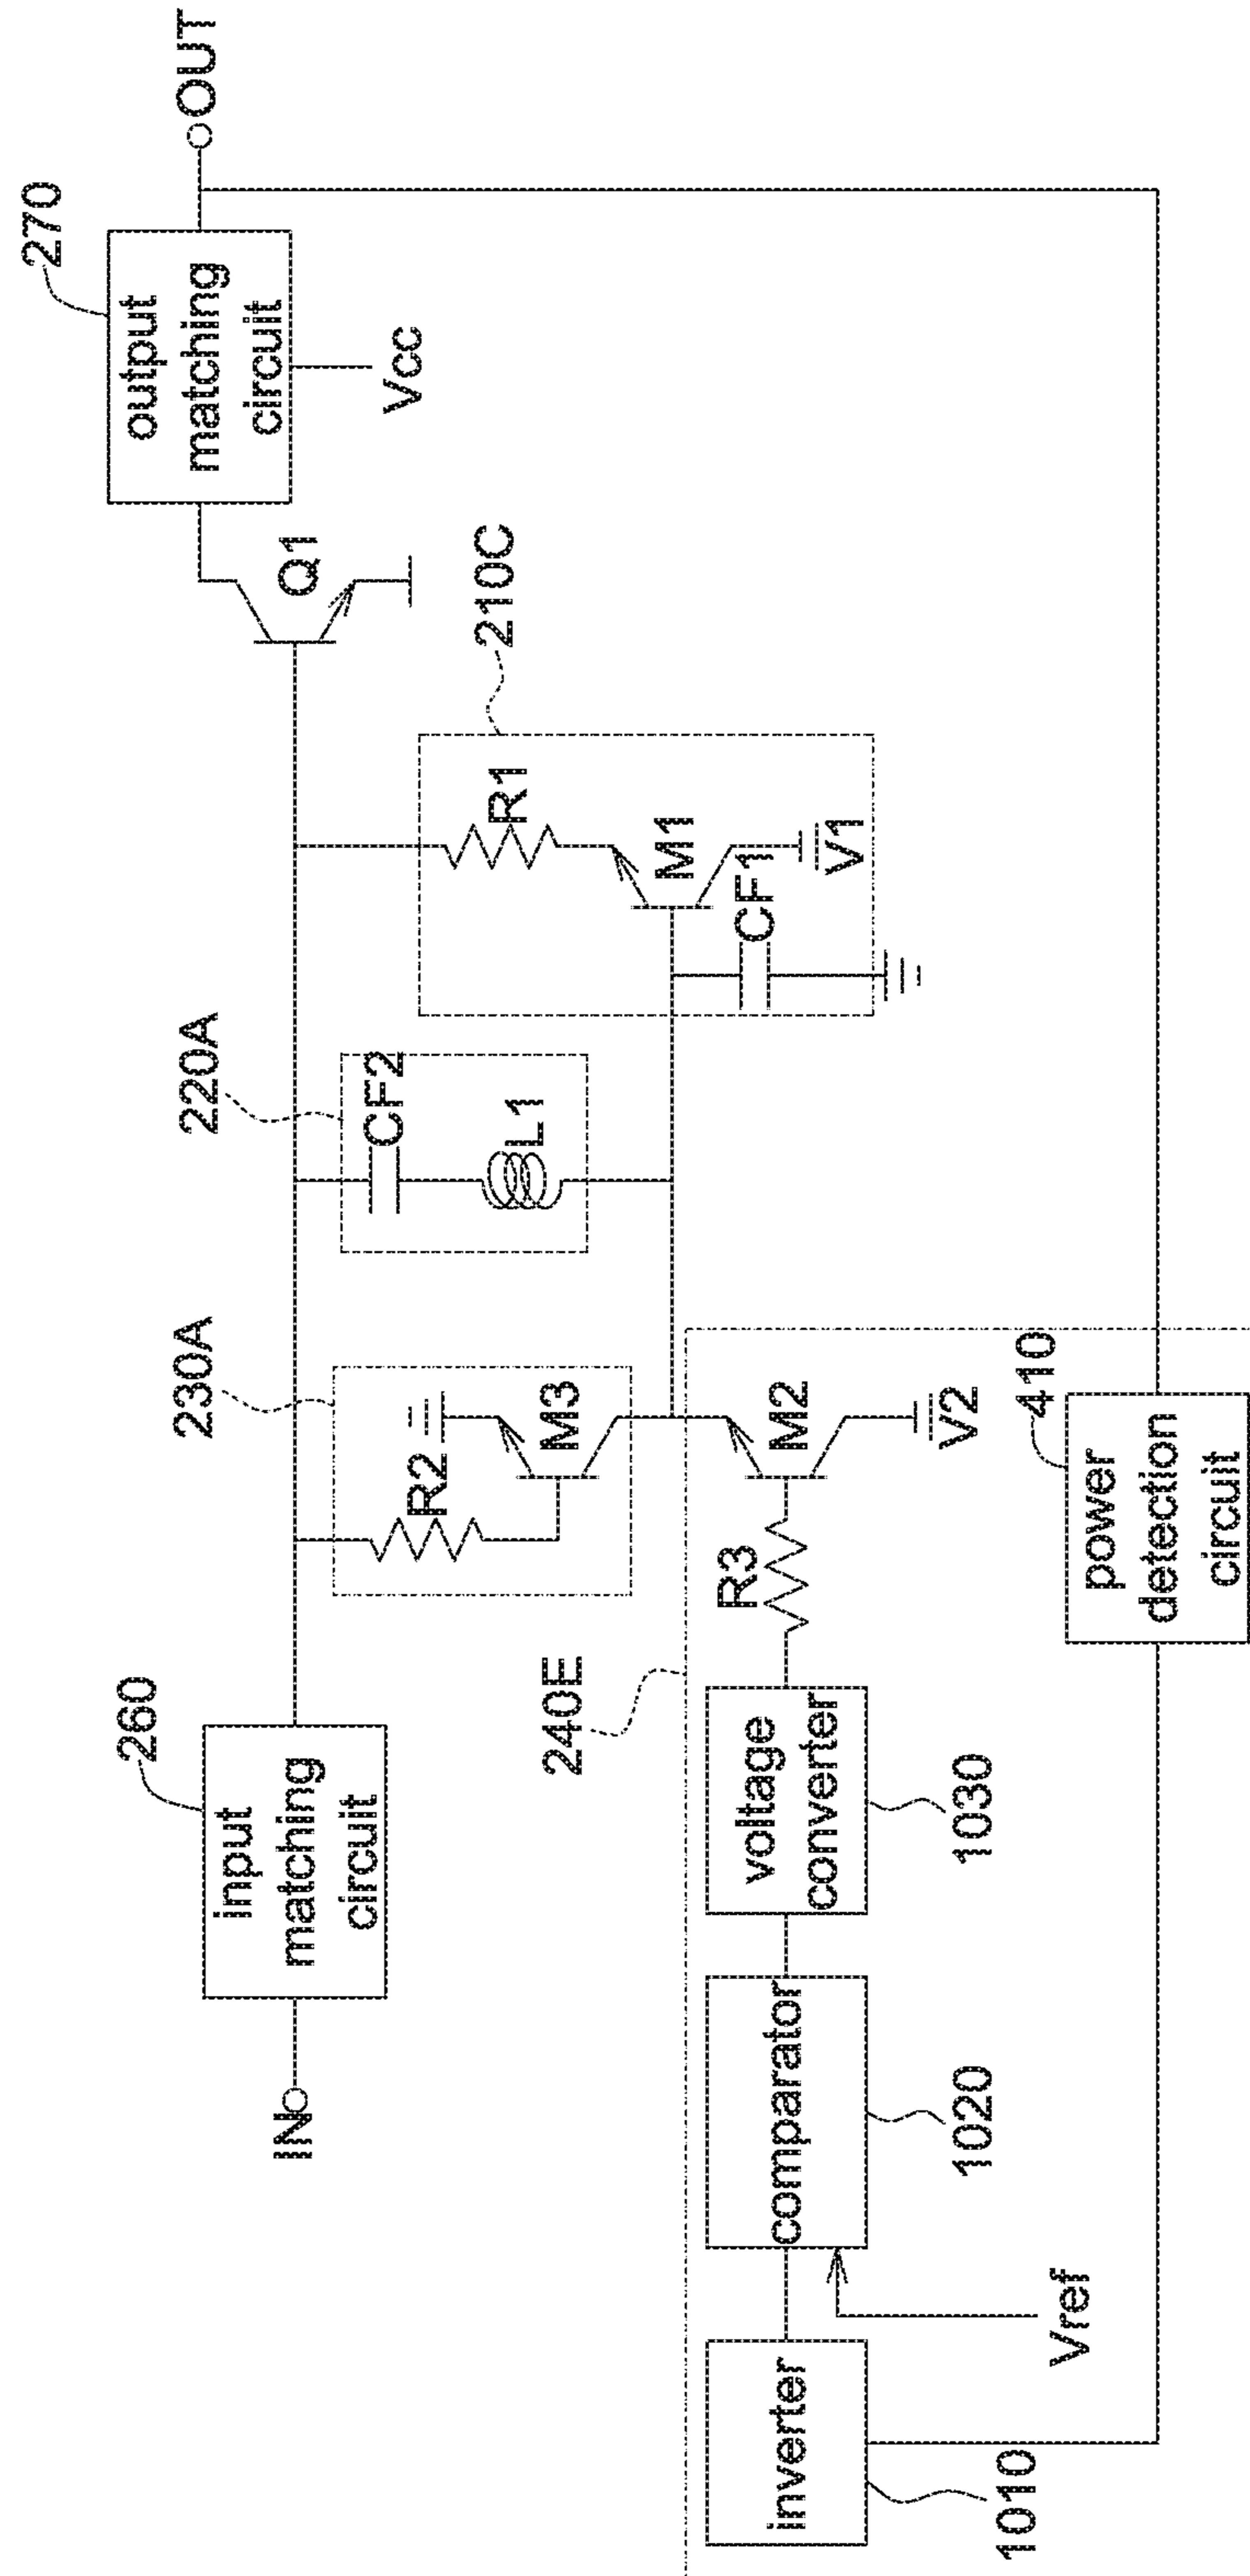 270
OUT
output
matching
circuit
Vcc
Q1
210C
R1
M1
CF1
V1
220A
CF2
L1
230A
R2
M3
260
input
matching
circuit
IN
240E
R3
M2
V2
410
power
detection
circuit
voltage
converter
1030
comparator
1020
Vref
inverter
1010